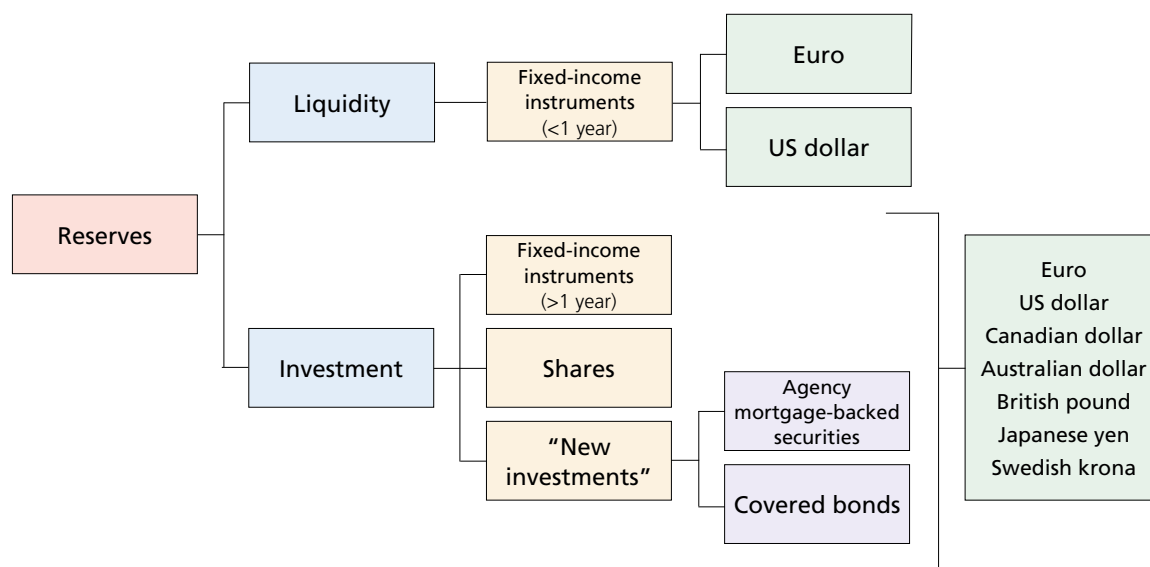 Reserves
Liquidity
Fixed-income
instruments
(<1 year)
Euro
US dollar
Investment
Fixed-income
instruments
(>1 year)
Shares
“New
investments”
Agency
mortgage-backed
securities
Covered bonds
Euro
US dollar
Canadian dollar
Australian dollar
British pound
Japanese yen
Swedish krona